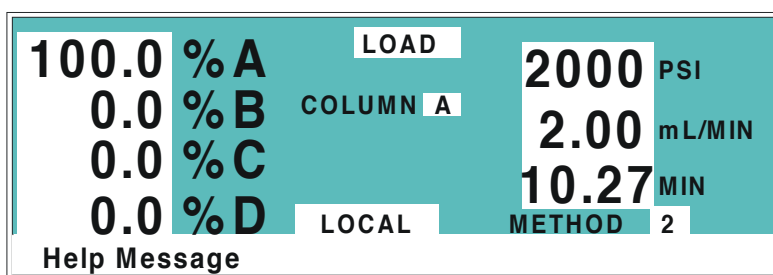 100.0 %A
0.0 %B
0.0 %C
0.0 %D
LOAD
COLUMN A
LOCAL
2000 PSI
2.00 mL/MIN
10.27 MIN
METHOD 2
Help Message